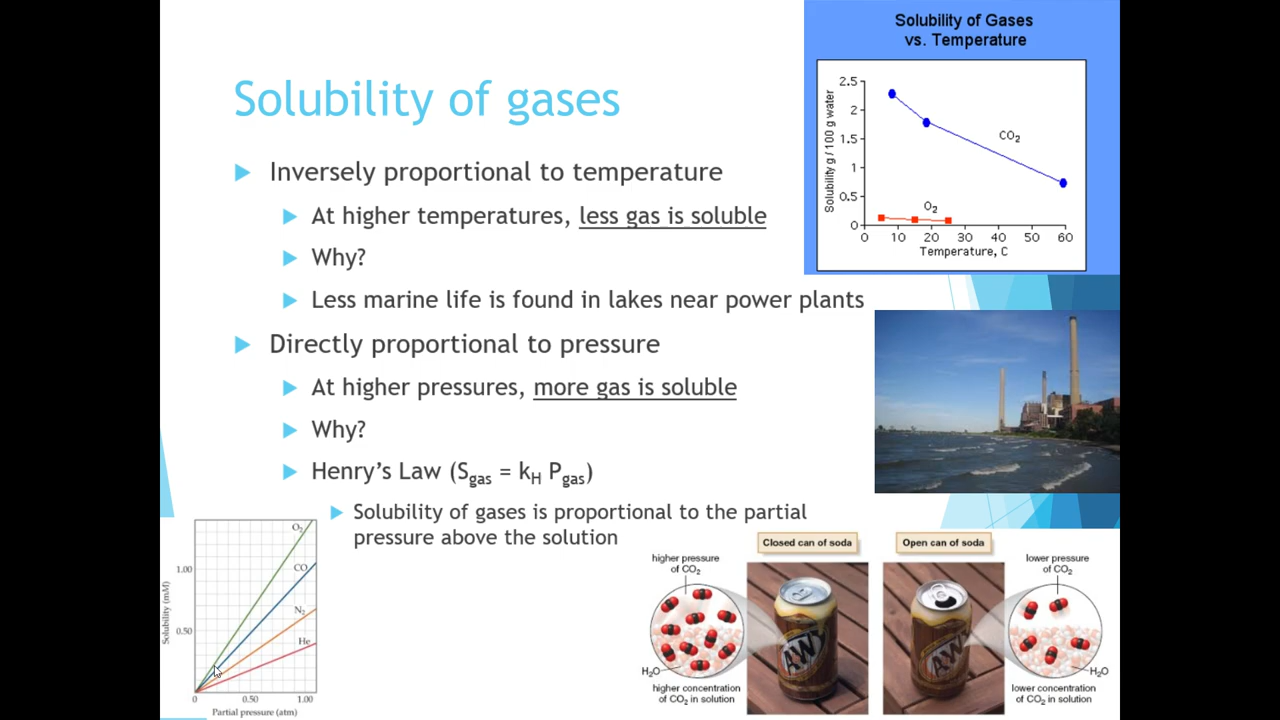 Solubility of gases
Inversely proportional to temperature
At higher temperatures, less gas is soluble
Why?
Less marine life is found in lakes near power plants
Directly proportional to pressure
At higher pressures, more gas is soluble
Why?
Henry's Law (Sgas = kH Pgas)
Solubility of gases is proportional to the partial
pressure above the solution
Solubility of Gases
vs. Temperature
Solubility g / 100 g water
2.5
2
1.5
1
0.5
0
CO2
O2
0 10 20 30 40 50 60
Temperature, C
Solubility (mM)
1.00
0.50
O2
CO
N2
He
0 0.50 1.00
Partial pressure (atm)
Closed can of soda
higher pressure
of CO2
H2O
higher concentration
of CO2 in solution
A&W
Open can of soda
lower pressure
of CO2
H2O
lower concentration
of CO2 in solution
A&W